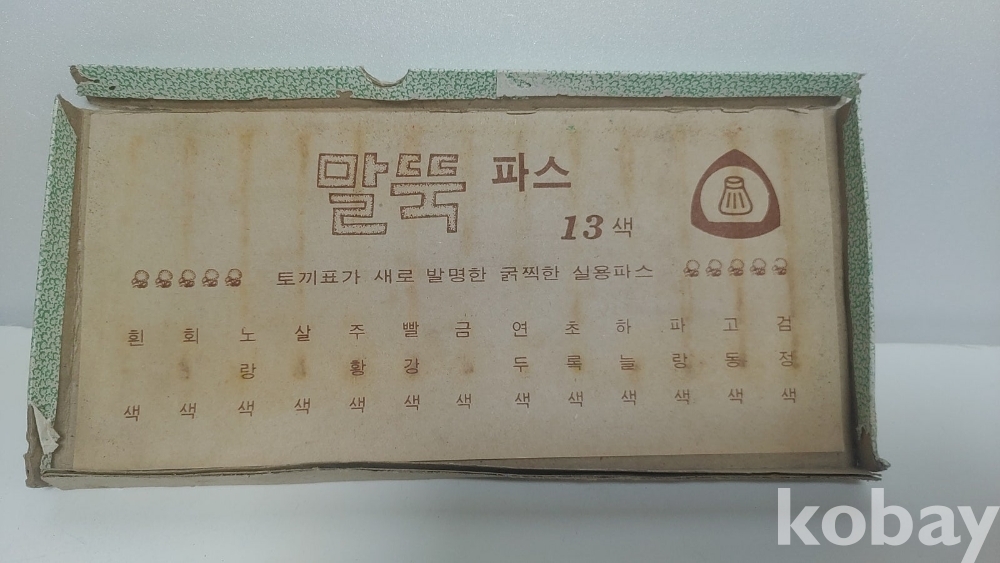 말뚝 파스
13색
토끼표가 새로 발명한 굵찍한 실용파스
흰 회 노 살 주 빨 금 연 초 하 파 고 검
랑 황 강 두 록 늘 랑 동 정
색 색 색 색 색 색 색 색 색 색 색 색 색
kobay